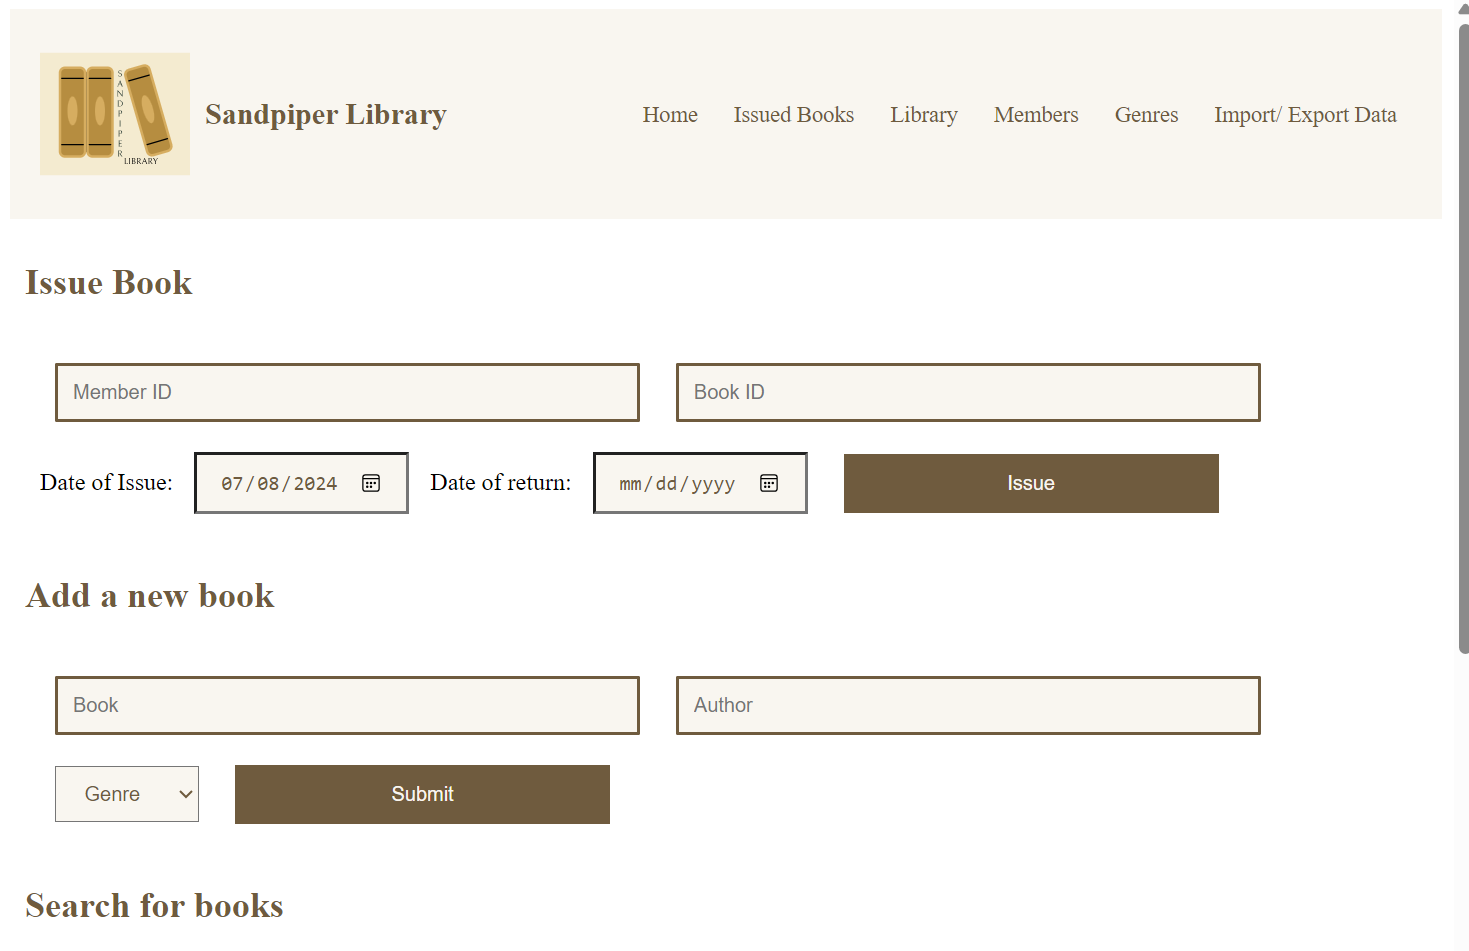 SANDPIPER
LIBRARY
Sandpiper Library
Home
Issued Books
Library
Members
Genres
Import/ Export Data
Issue Book
Member ID
Book ID
Date of Issue:
07/08/2024
Date of return:
mm/dd/yyyy
Issue
Add a new book
Book
Author
Genre
Submit
Search for books